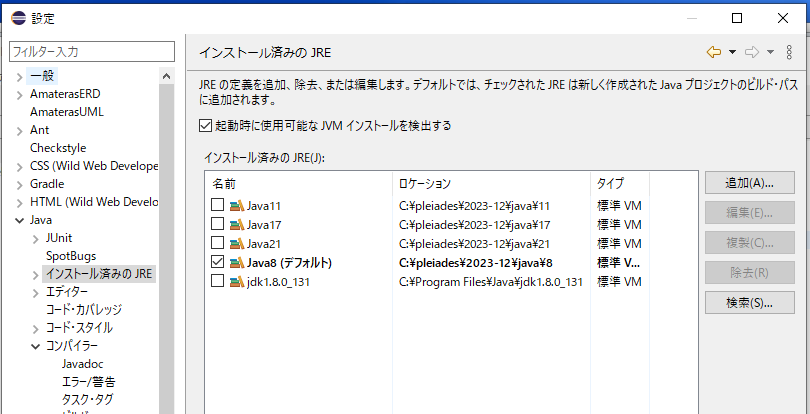 設定
フィルター入力
一般
AmaterasERD
AmaterasUML
Ant
Checkstyle
CSS (Wild Web Develope
Gradle
HTML (Wild Web Develo
Java
JUnit
SpotBugs
インストール済みの JRE
エディター
コード・カバレッジ
コード・スタイル
コンパイラー
Javadoc
エラー/警告
タスク・タグ
インストール済みの JRE
JRE の定義を追加、除去、または編集します。デフォルトでは、チェックされた JRE は新しく作成された Java プロジェクトのビルド・パス
に追加されます。
起動時に使用可能な JVM インストールを検出する
インストール済みの JRE(J):
名前 ロケーション タイプ
Java11 C:¥pleiades¥2023-12¥java¥11 標準 VM
Java17 C:¥pleiades¥2023-12¥java¥17 標準 VM
Java21 C:¥pleiades¥2023-12¥java¥21 標準 VM
Java8 (デフォルト) C:¥pleiades¥2023-12¥java¥8 標準 V...
jdk1.8.0_131 C:¥Program Files¥Java¥jdk1.8.0_131 標準 VM
追加(A)...
編集(E)...
複製(C)...
除去(R)
検索(S)...